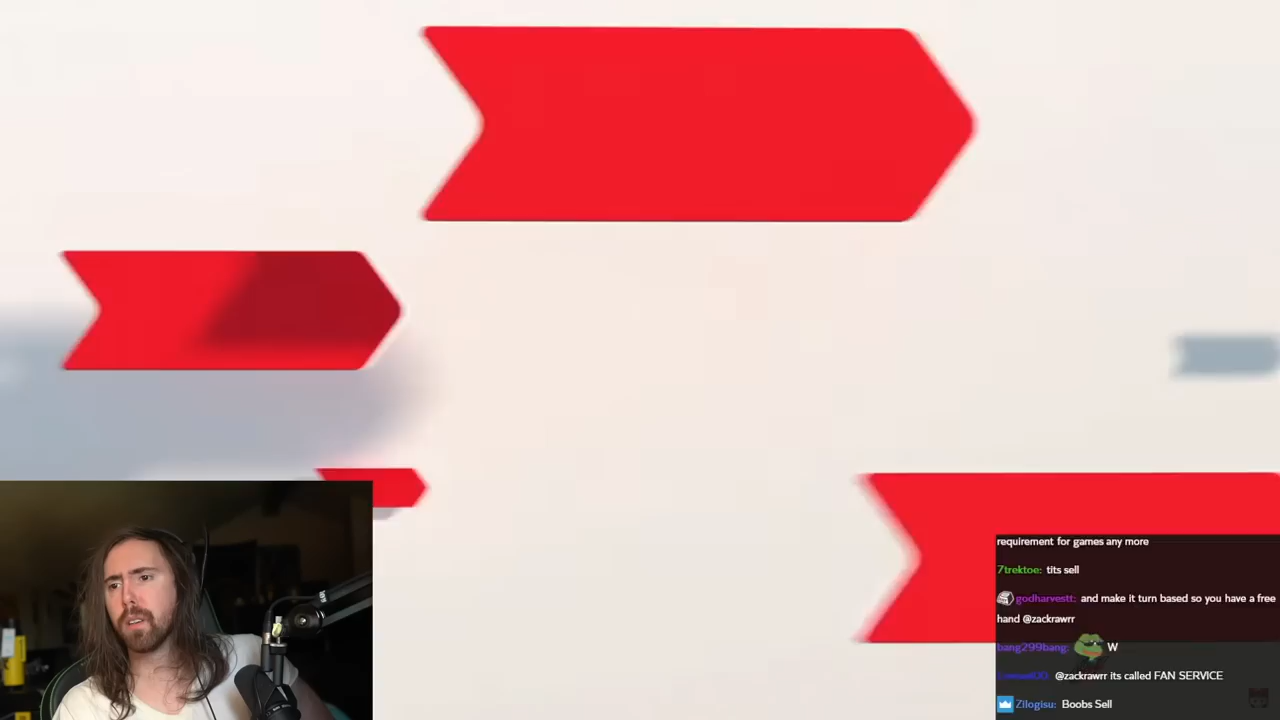 requirement for games any more
7trektoe: tits sell
godharvestt: and make it turn based so you have a free
hand @zackrawrr
bang299bang: W
@zackrawrr its called FAN SERVICE
Zilogisu: Boobs Sell